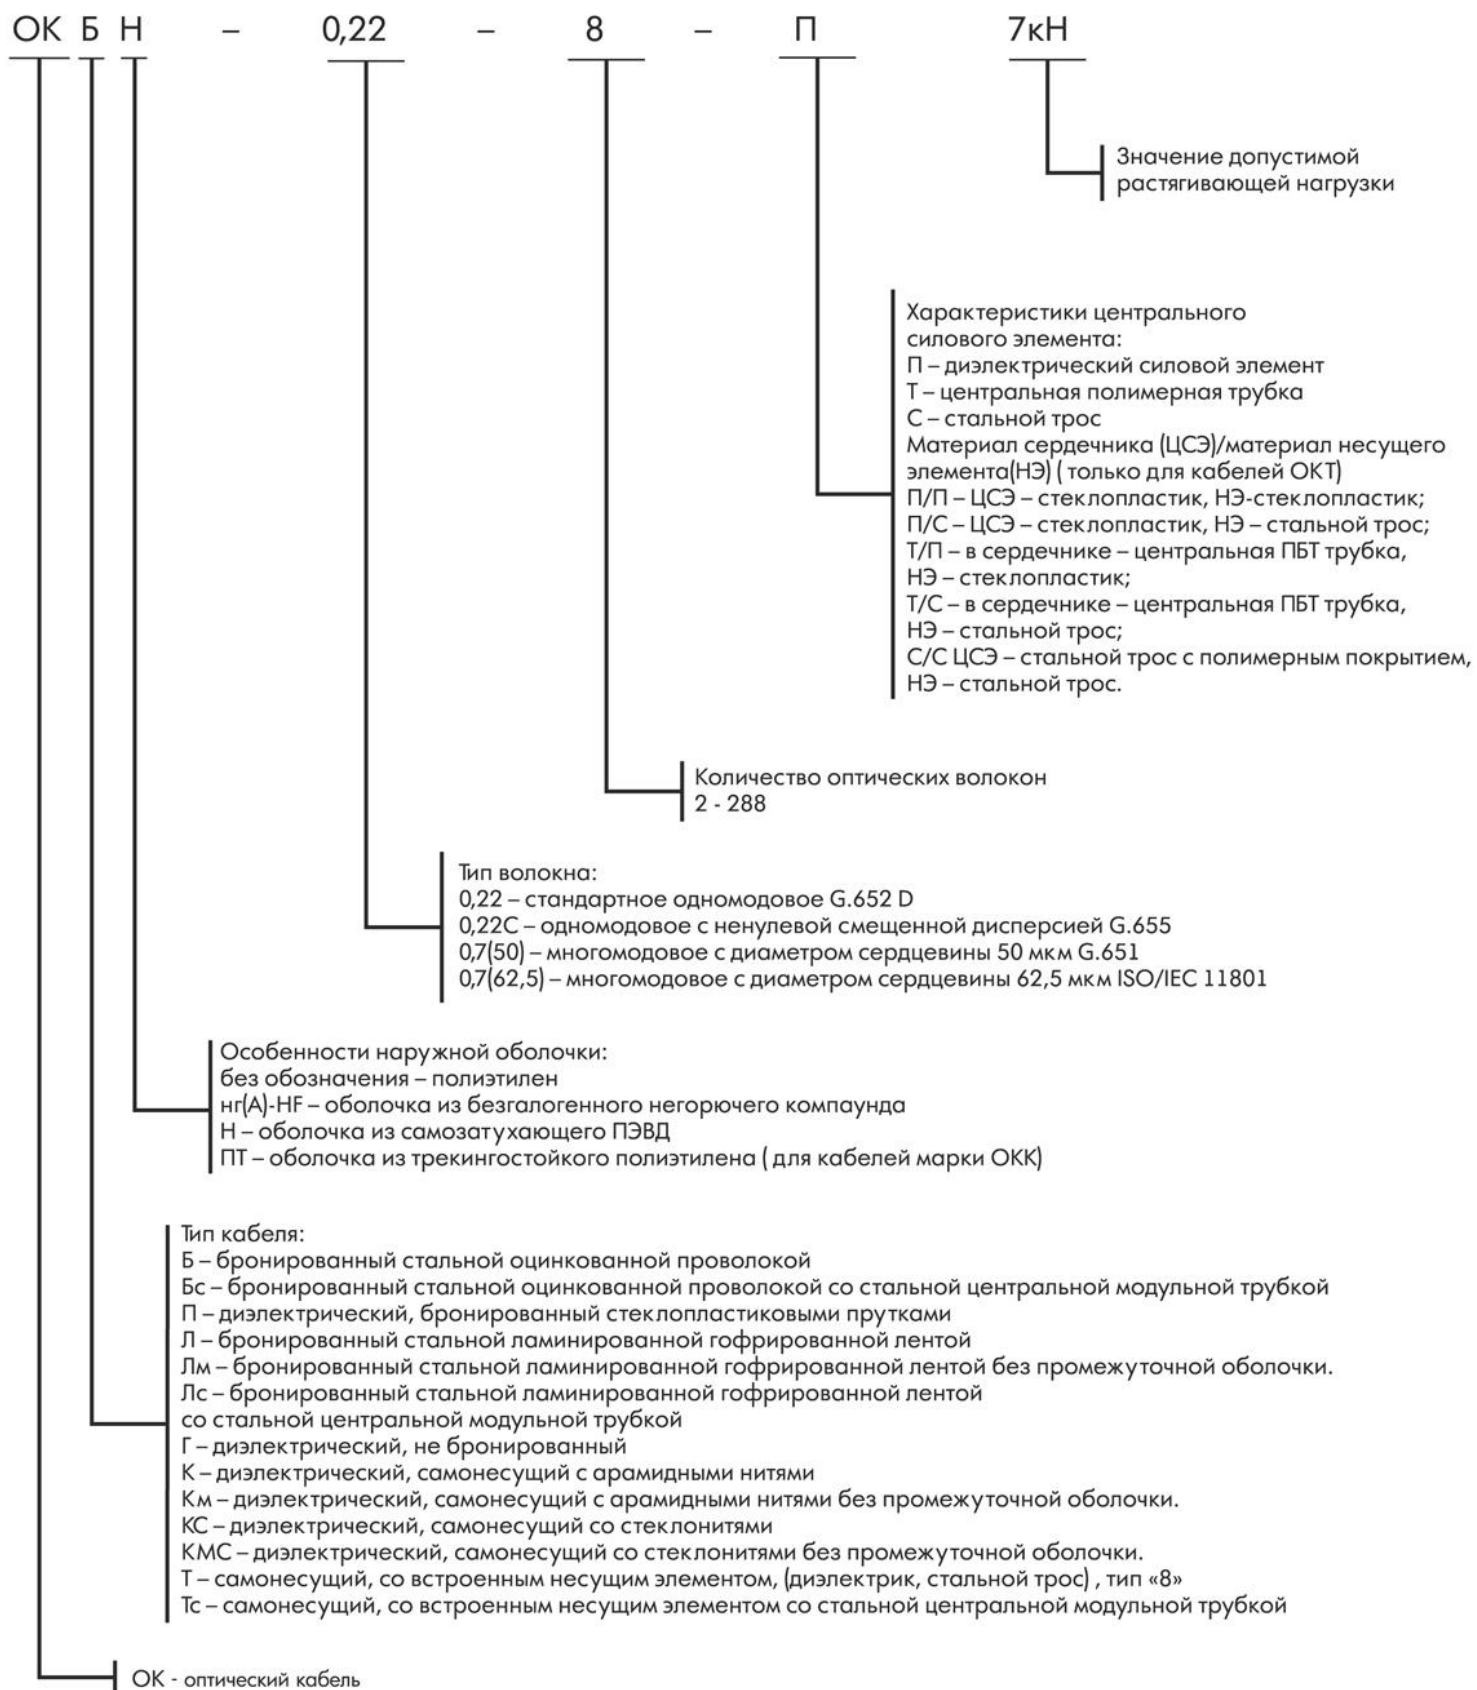 ОК Б Н – 0,22 – 8 – П 7кН
Значение допустимой
растягивающей нагрузки
Характеристики центрального
силового элемента:
П – диэлектрический силовой элемент
Т – центральная полимерная трубка
С – стальной трос
Материал сердечника (ЦСЭ)/материал несущего
элемента(НЭ) ( только для кабелей ОКТ)
П/П – ЦСЭ – стеклопластик, НЭ-стеклопластик;
П/С – ЦСЭ – стеклопластик, НЭ – стальной трос;
Т/П – в сердечнике – центральная ПБТ трубка,
НЭ – стеклопластик;
Т/С – в сердечнике – центральная ПБТ трубка,
НЭ – стальной трос;
С/С ЦСЭ – стальной трос с полимерным покрытием,
НЭ – стальной трос.
Количество оптических волокон
2 - 288
Тип волокна:
0,22 – стандартное одномодовое G.652 D
0,22С – одномодовое с ненулевой смещенной дисперсией G.655
0,7(50) – многомодовое с диаметром сердцевины 50 мкм G.651
0,7(62,5) – многомодовое с диаметром сердцевины 62,5 мкм ISO/IEC 11801
Особенности наружной оболочки:
без обозначения – полиэтилен
нг(А)-HF – оболочка из безгалогенного негорючего компаунда
Н – оболочка из самозатухающего ПЭВД
ПТ – оболочка из трекингостойкого полиэтилена ( для кабелей марки ОКК)
Тип кабеля:
Б – бронированный стальной оцинкованной проволокой
Бс – бронированный стальной оцинкованной проволокой со стальной центральной модульной трубкой
П – диэлектрический, бронированный стеклопластиковыми прутками
Л – бронированный стальной ламинированной гофрированной лентой
Лм – бронированный стальной ламинированной гофрированной лентой без промежуточной оболочки.
Лс – бронированный стальной ламинированной гофрированной лентой
со стальной центральной модульной трубкой
Г – диэлектрический, не бронированный
К – диэлектрический, самонесущий с арамидными нитями
Км – диэлектрический, самонесущий с арамидными нитями без промежуточной оболочки.
КС – диэлектрический, самонесущий со стеклонитями
КМС – диэлектрический, самонесущий со стеклонитями без промежуточной оболочки.
Т – самонесущий, со встроенным несущим элементом, (диэлектрик, стальной трос) , тип «8»
Тс – самонесущий, со встроенным несущим элементом со стальной центральной модульной трубкой
ОК - оптический кабель